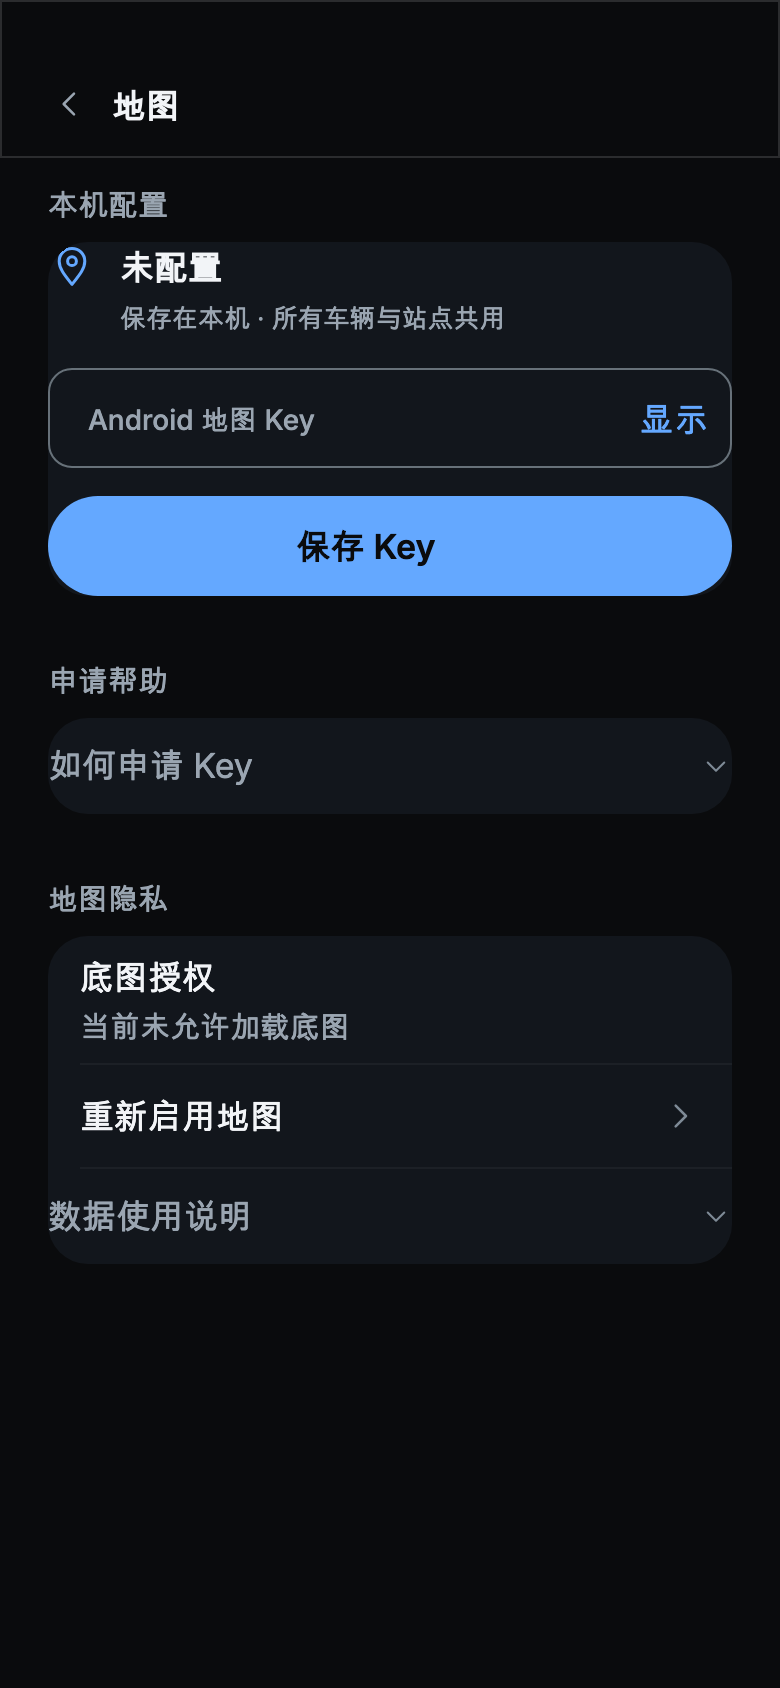 地图
本机配置
未配置
保存在本机 · 所有车辆与站点共用
Android 地图 Key
显示
保存 Key
申请帮助
如何申请 Key
地图隐私
底图授权
当前未允许加载底图
重新启用地图
数据使用说明